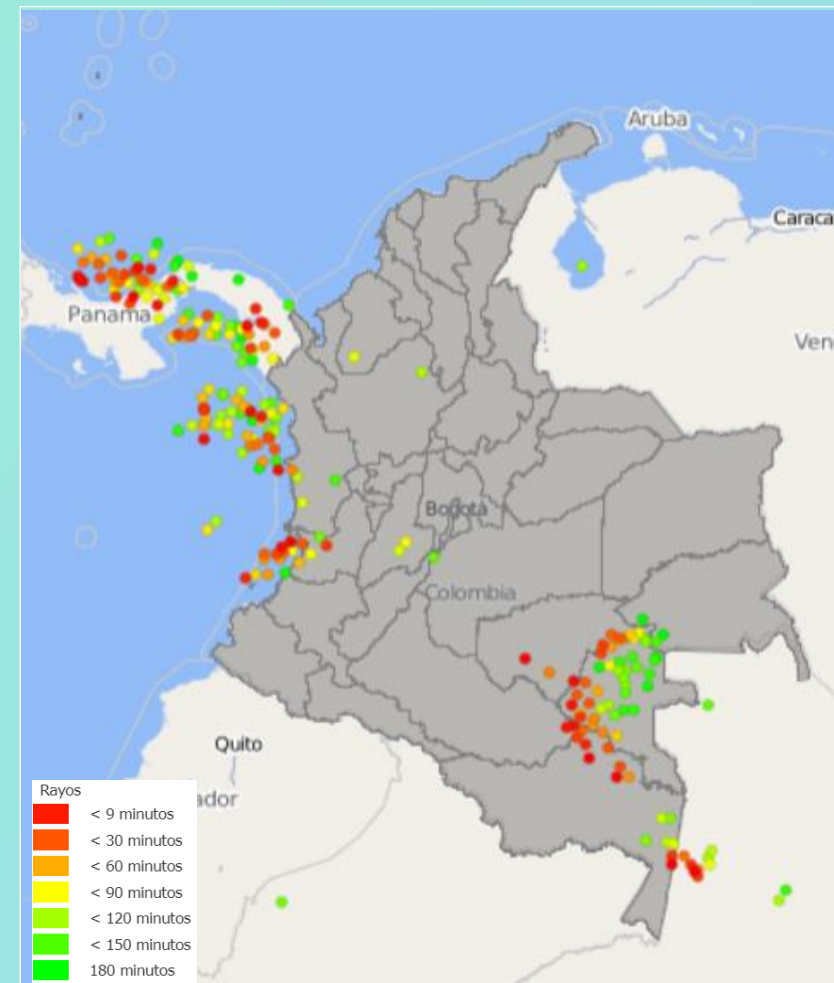 Aruba
Caraca
Panama
Ven
Bogotá
Colombia
Quito
ador
Rayos
< 9 minutos
< 30 minutos
< 60 minutos
< 90 minutos
< 120 minutos
< 150 minutos
180 minutos